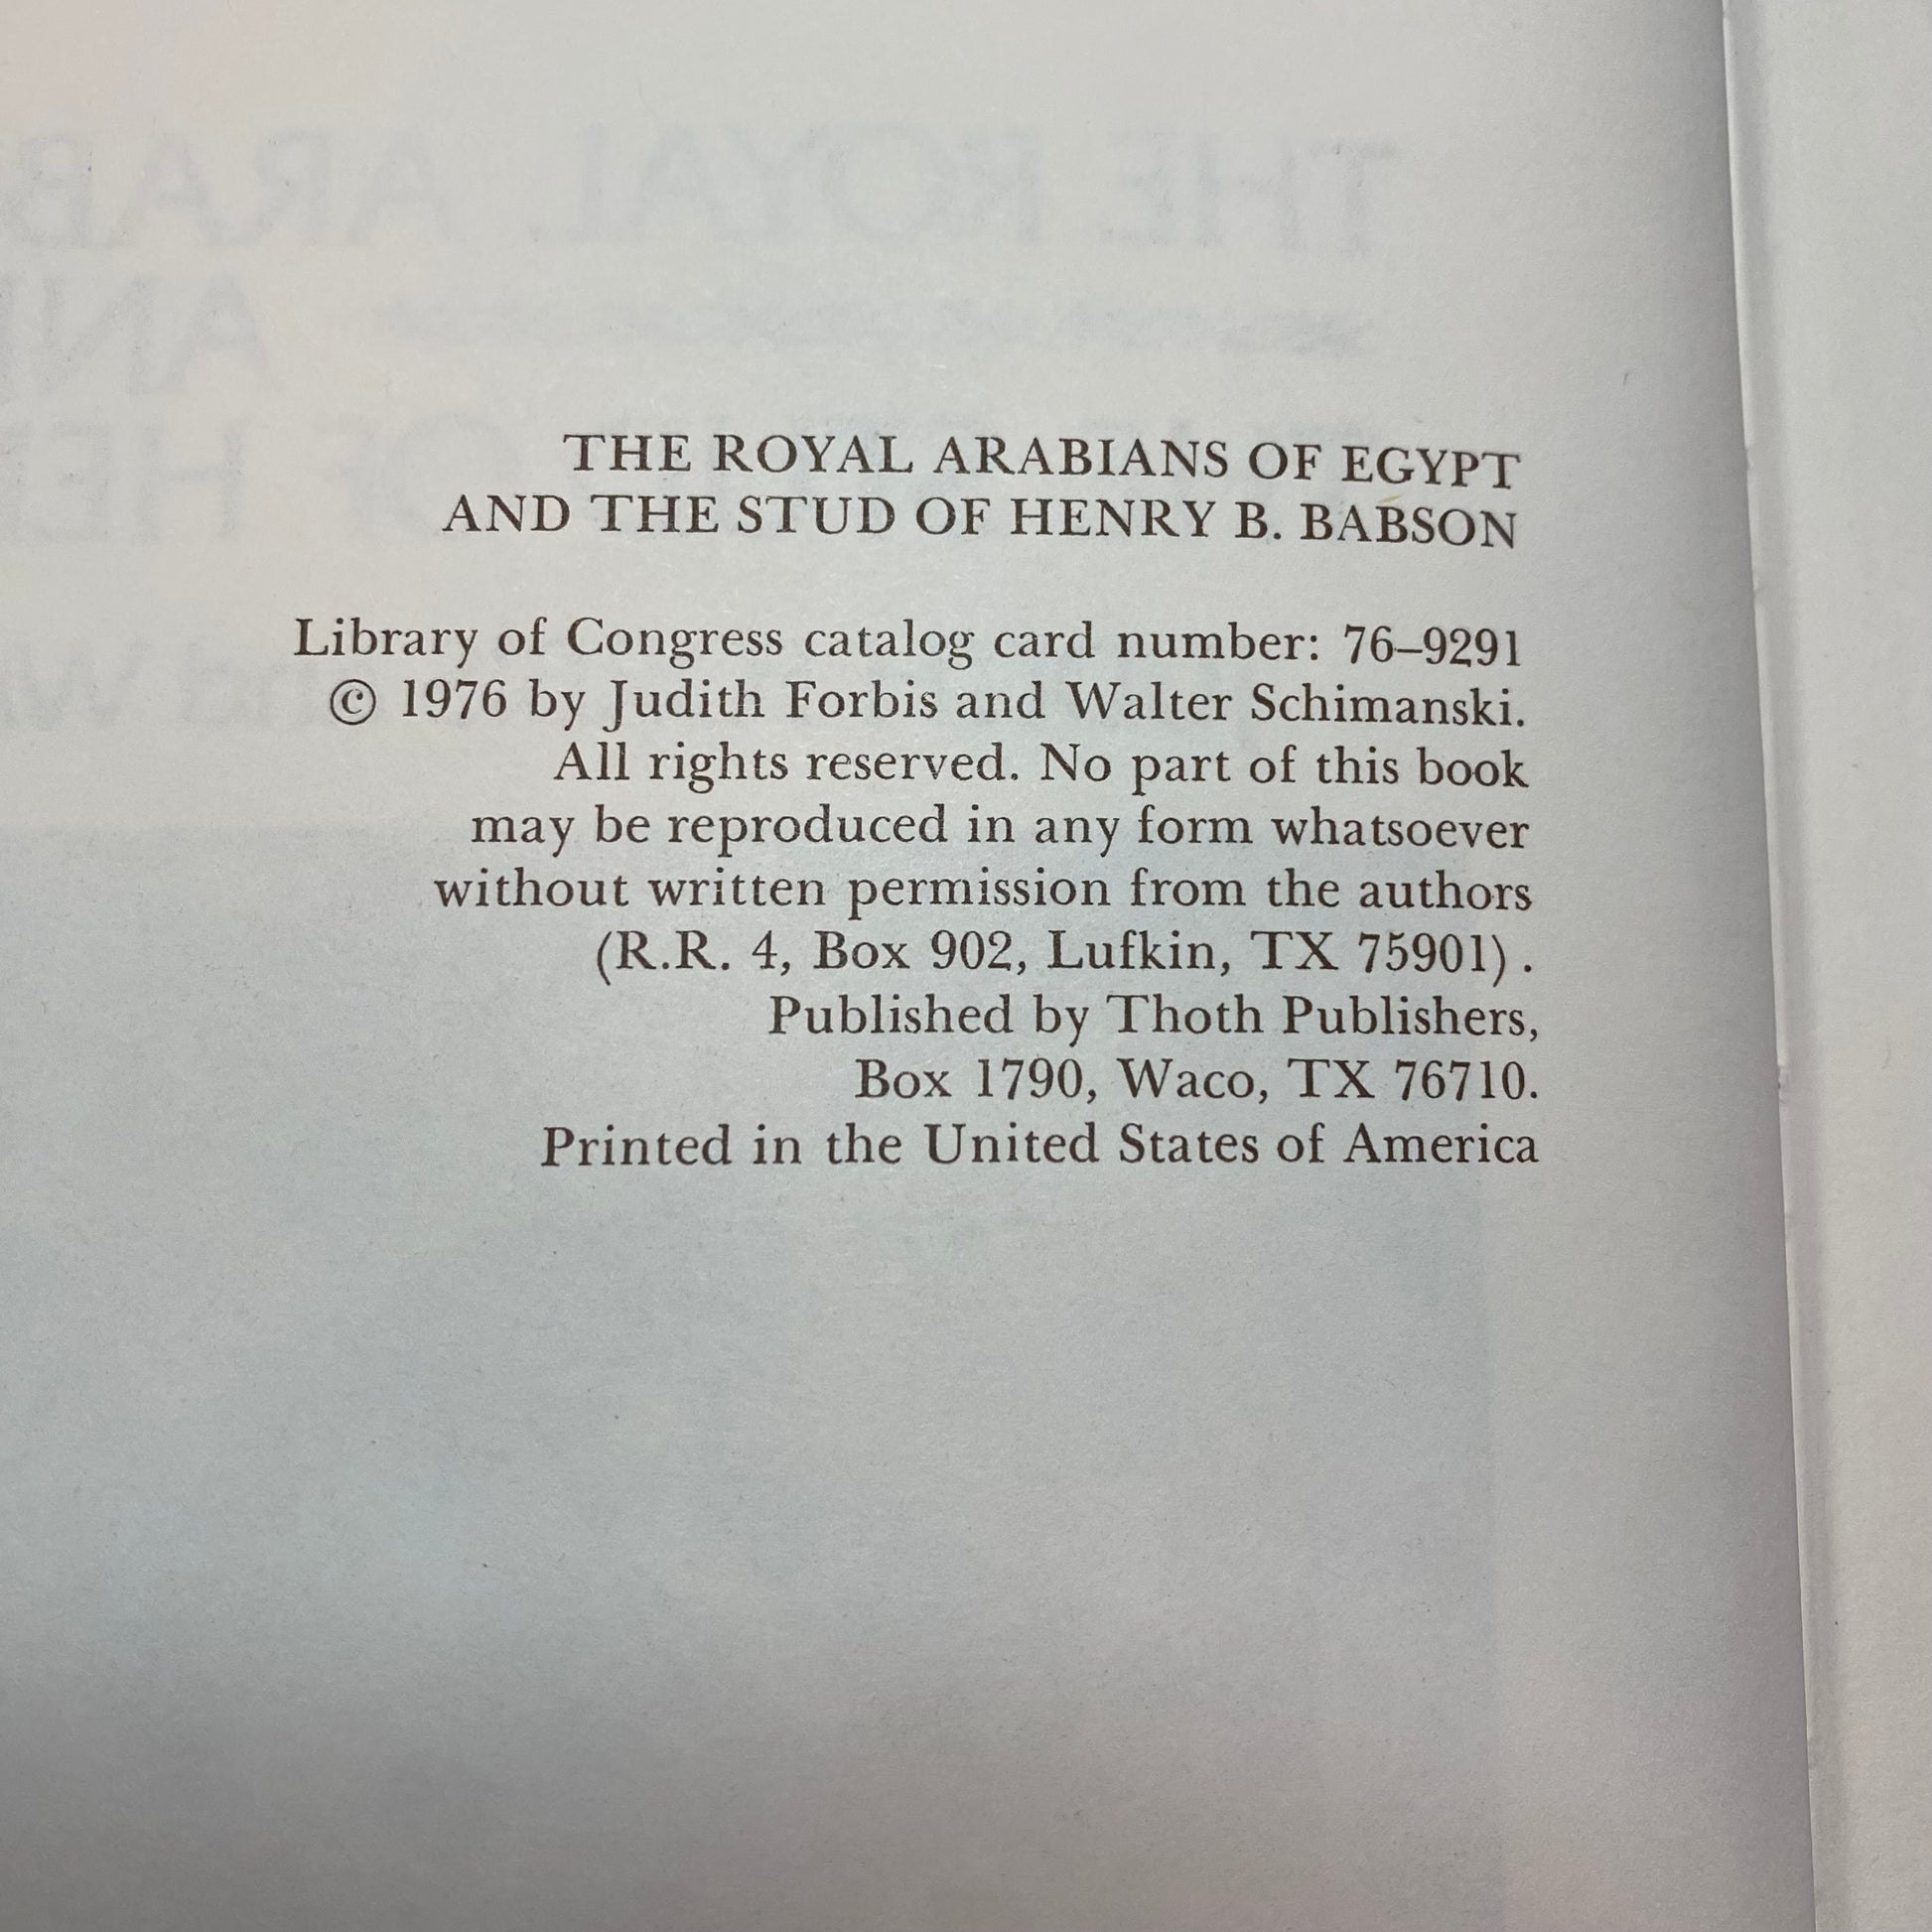 THE ROYAL ARABIANS OF EGYPT
AND THE STUD OF HENRY B. BABSON
Library of Congress catalog card number: 76–9291
© 1976 by Judith Forbis and Walter Schimanski.
All rights reserved. No part of this book
may be reproduced in any form whatsoever
without written permission from the authors
(R.R. 4, Box 902, Lufkin, TX 75901) .
Published by Thoth Publishers,
Box 1790, Waco, TX 76710.
Printed in the United States of America